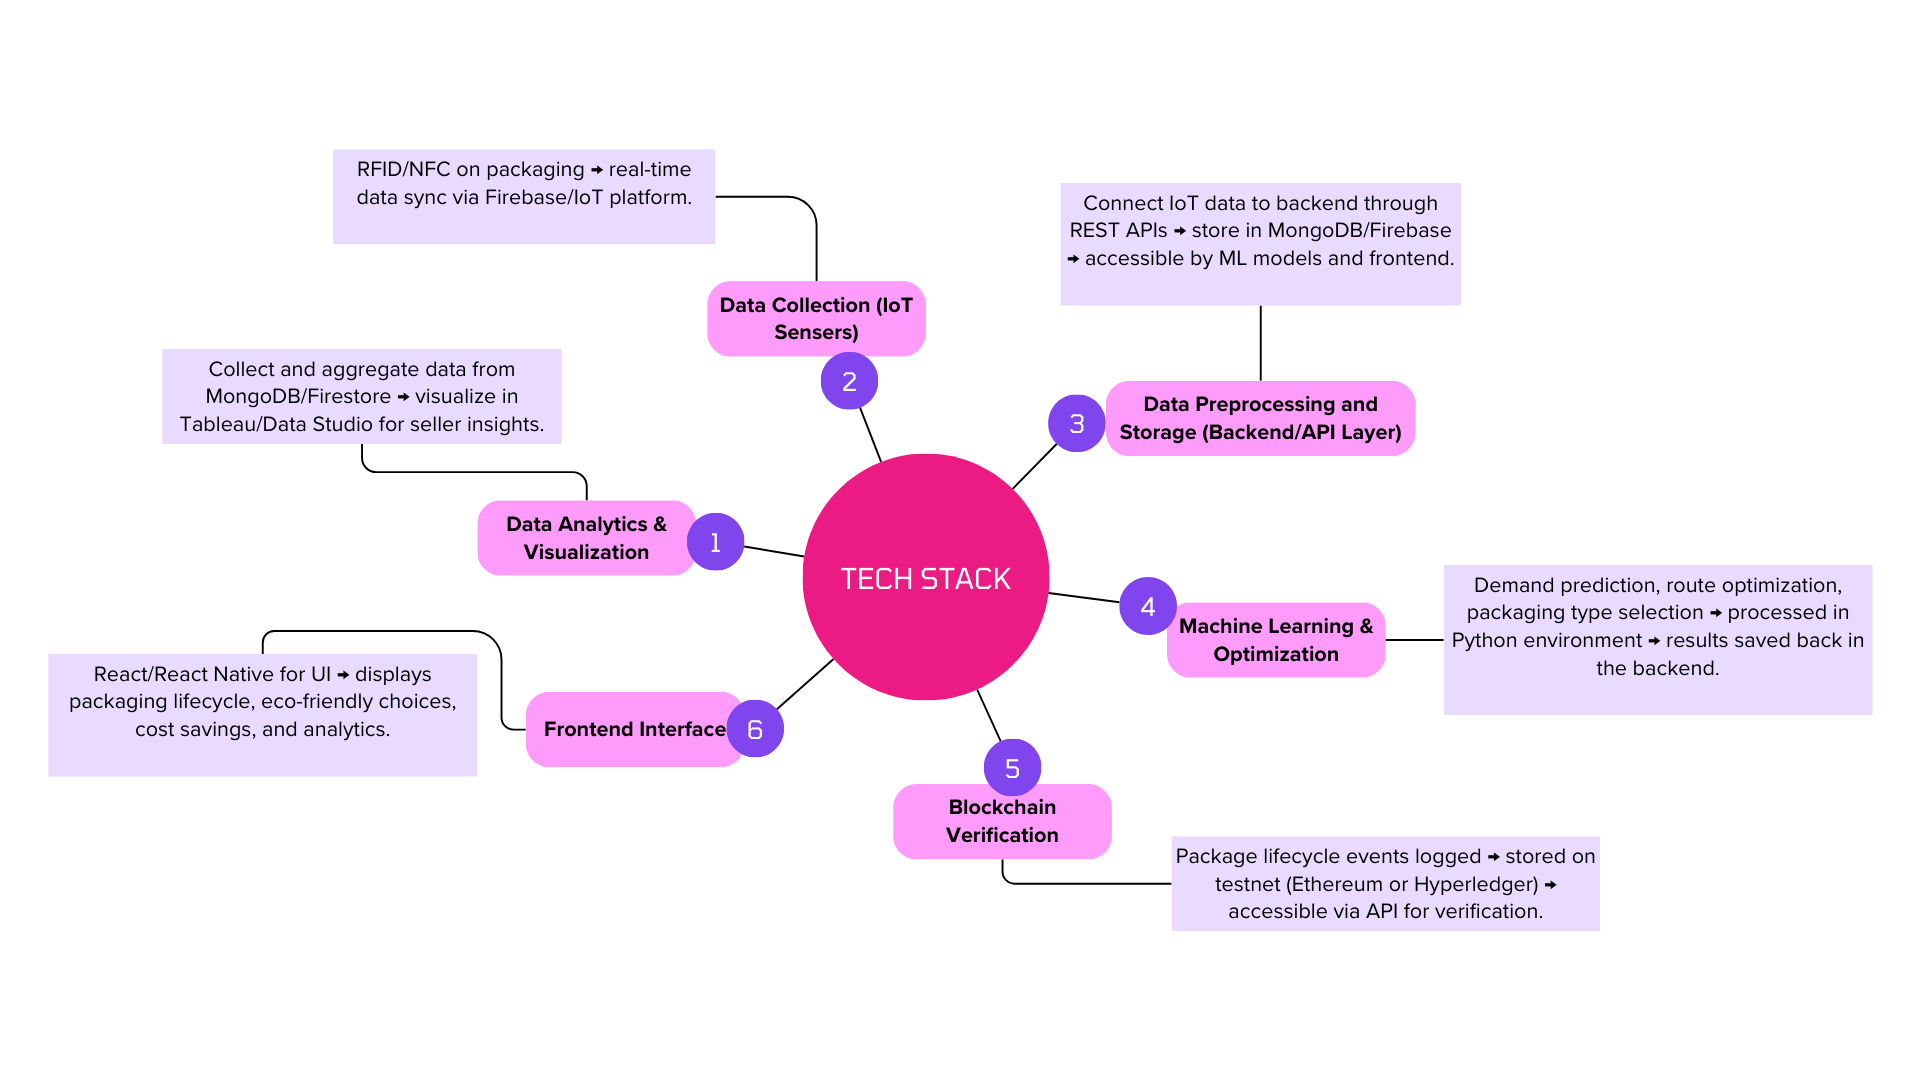 TECH STACK
1
Data Analytics &
Visualization
Collect and aggregate data from
MongoDB/Firestore → visualize in
Tableau/Data Studio for seller insights.
2
Data Collection (IoT
Sensers)
RFID/NFC on packaging → real-time
data sync via Firebase/IoT platform.
3
Data Preprocessing and
Storage (Backend/API Layer)
Connect IoT data to backend through
REST APIs → store in MongoDB/Firebase
→ accessible by ML models and frontend.
4
Machine Learning &
Optimization
Demand prediction, route optimization,
packaging type selection → processed in
Python environment → results saved back in
the backend.
5
Blockchain
Verification
Package lifecycle events logged → stored on
testnet (Ethereum or Hyperledger) →
accessible via API for verification.
6
Frontend Interface
React/React Native for UI → displays
packaging lifecycle, eco-friendly choices,
cost savings, and analytics.